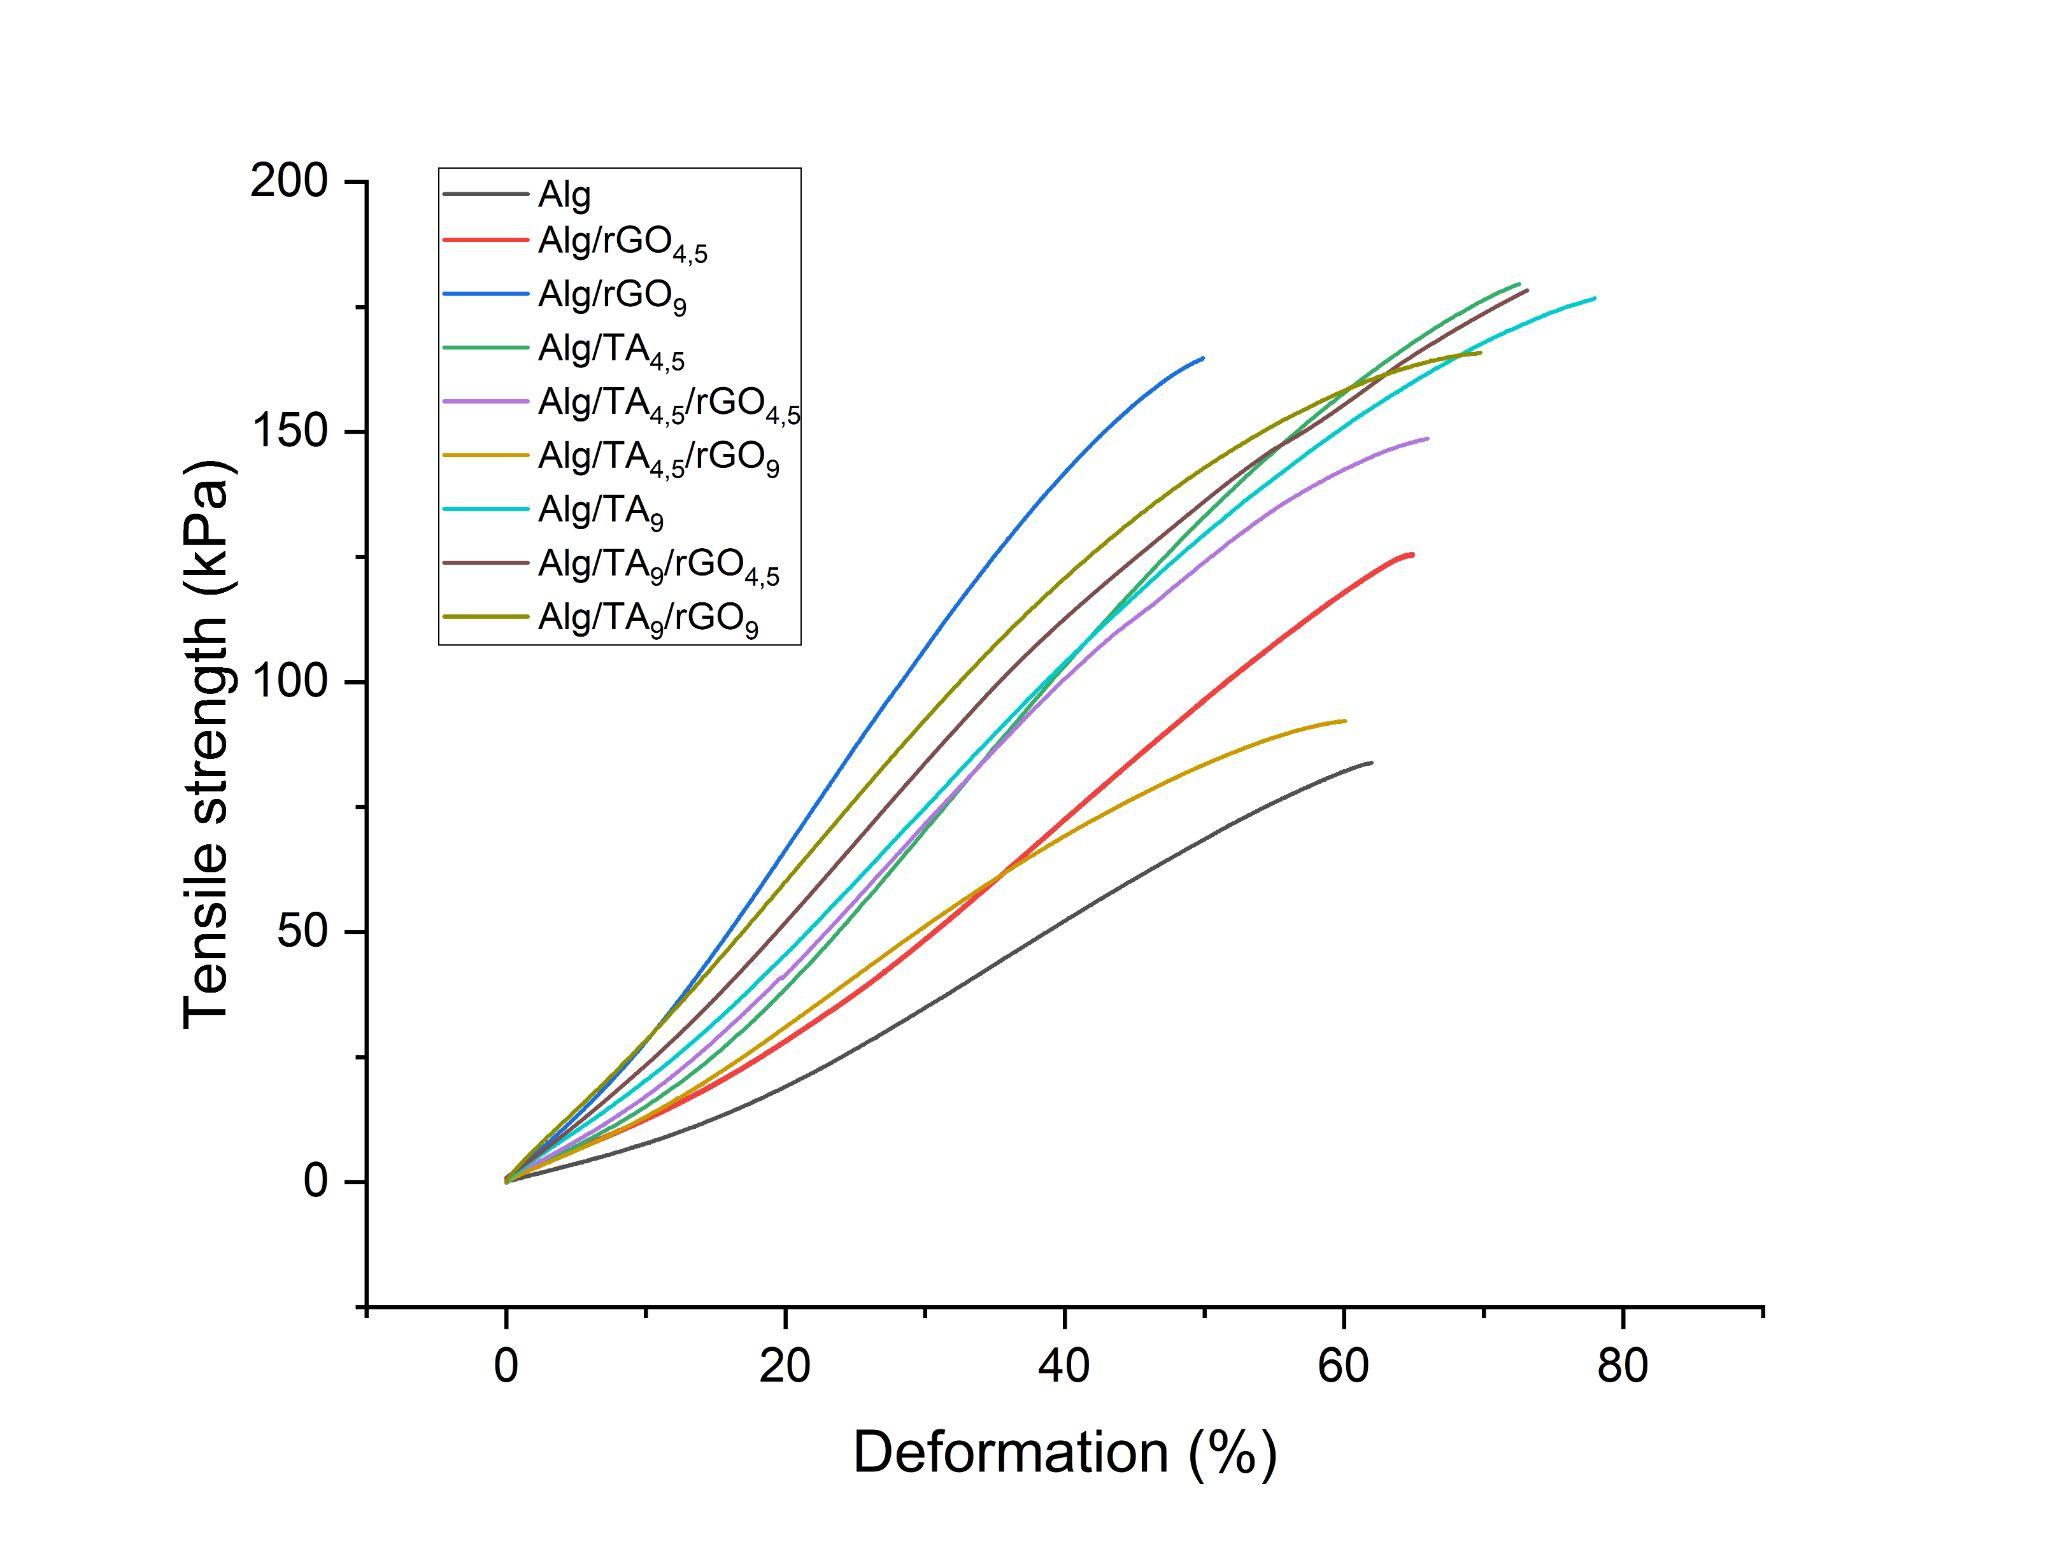 200
150
100
50
0
Tensile strength (kPa)
Alg
Alg/rGO4,5
Alg/rGO9
Alg/TA4,5
Alg/TA4,5/rGO4,5
Alg/TA4,5/rGO9
Alg/TA9
Alg/TA9/rGO4,5
Alg/TA9/rGO9
0 20 40 60 80
Deformation (%)